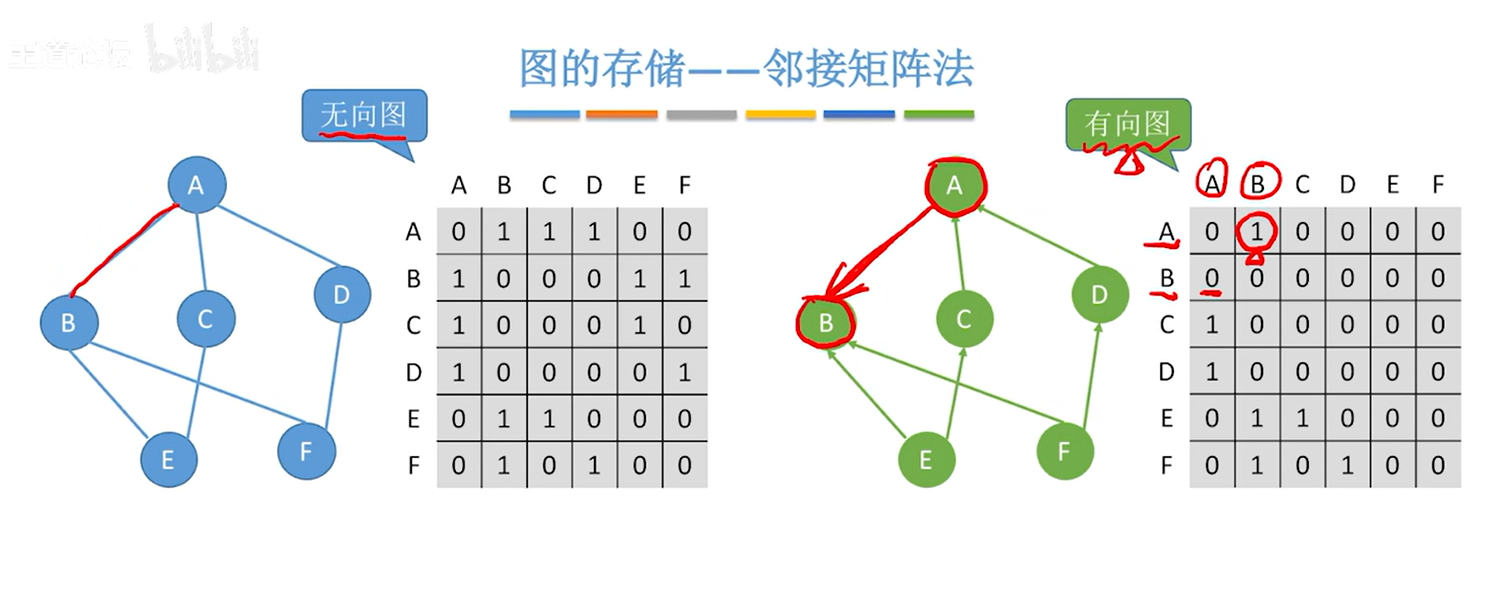 王道论坛 bilibili
图的存储——邻接矩阵法
无向图
A
B
C
D
E
F
A B C D E F
A 0 1 1 1 0 0
B 1 0 0 0 1 1
C 1 0 0 0 1 0
D 1 0 0 0 0 1
E 0 1 1 0 0 0
F 0 1 0 1 0 0
有向图
A
B
C
D
E
F
A B C D E F
A 0 1 0 0 0 0
B 0 0 0 0 0 0
C 1 0 0 0 0 0
D 1 0 0 0 0 0
E 0 1 1 0 0 0
F 0 1 0 1 0 0